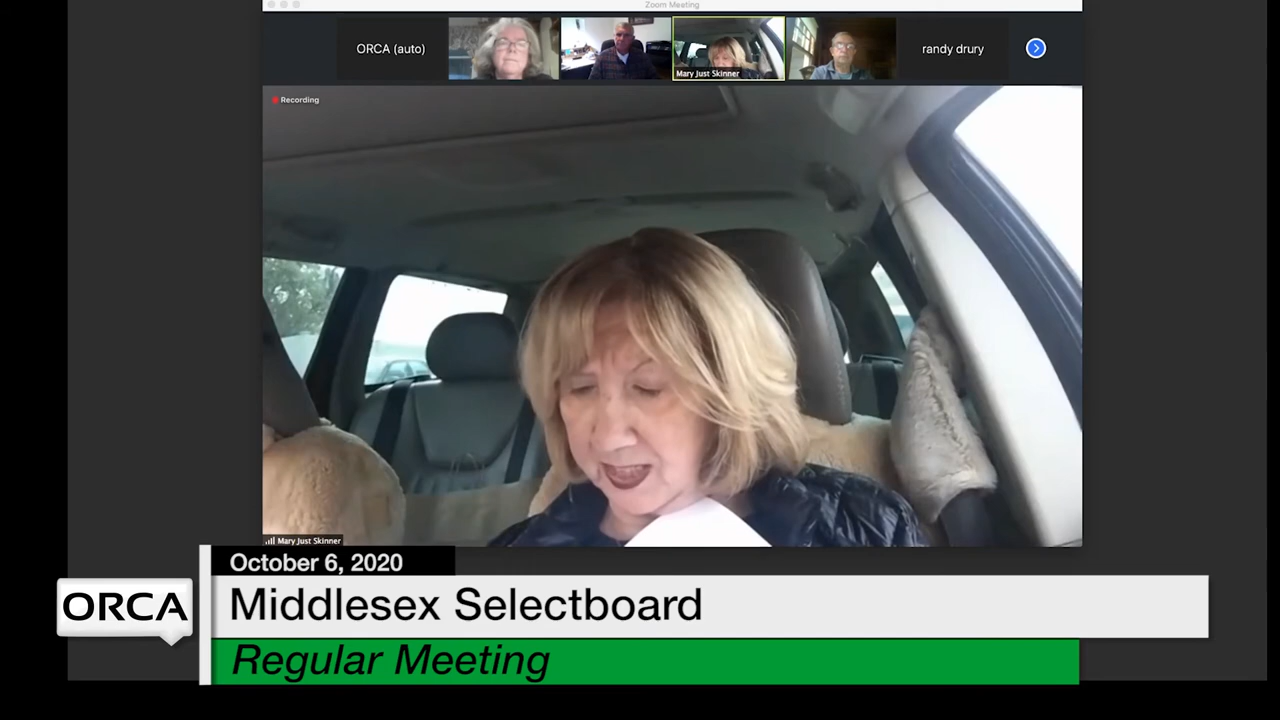 Zoom Meeting
ORCA (auto)
Mary Just Skinner
randy drury
Recording
Mary Just Skinner
October 6, 2020
ORCA
Middlesex Selectboard
Regular Meeting